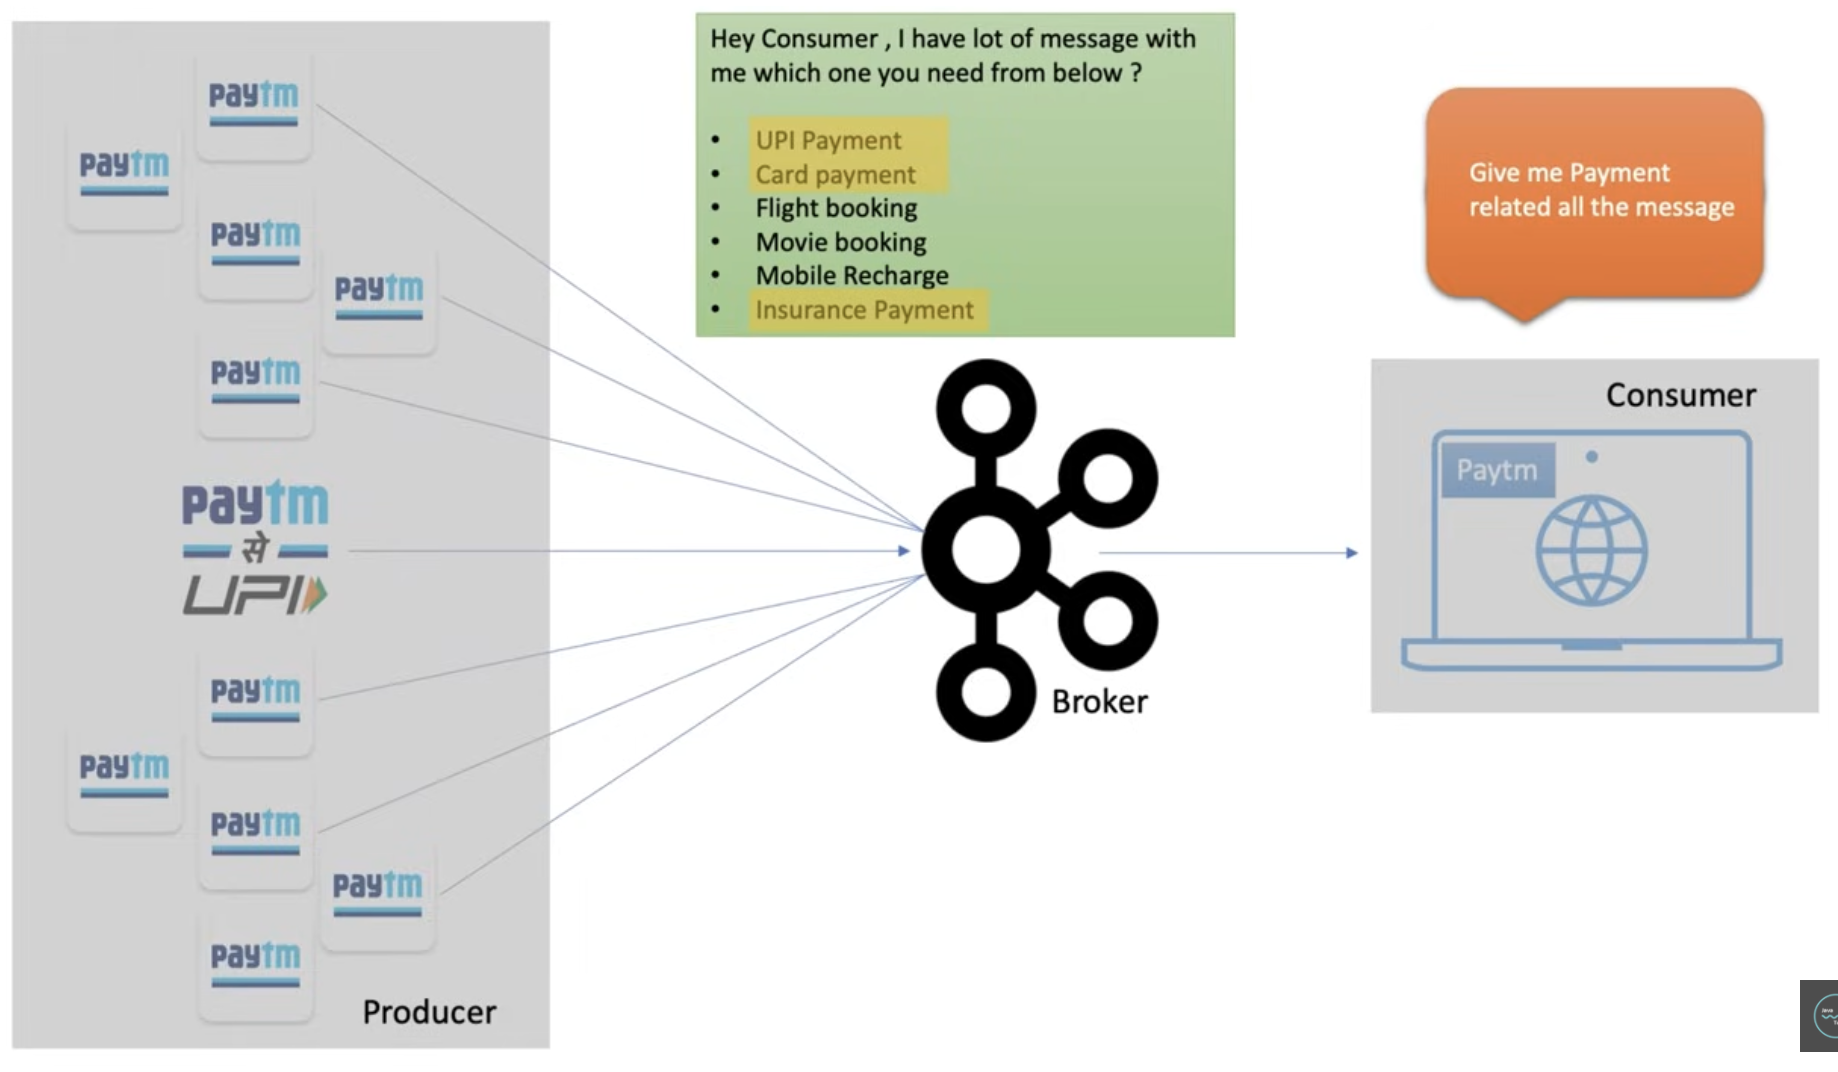 paytm
paytm
paytm
paytm
paytm
paytm
से
UPI
paytm
paytm
paytm
paytm
paytm
Producer
Hey Consumer , I have lot of message with
me which one you need from below ?
• UPI Payment
• Card payment
• Flight booking
• Movie booking
• Mobile Recharge
• Insurance Payment
Broker
Give me Payment
related all the message
Consumer
Paytm